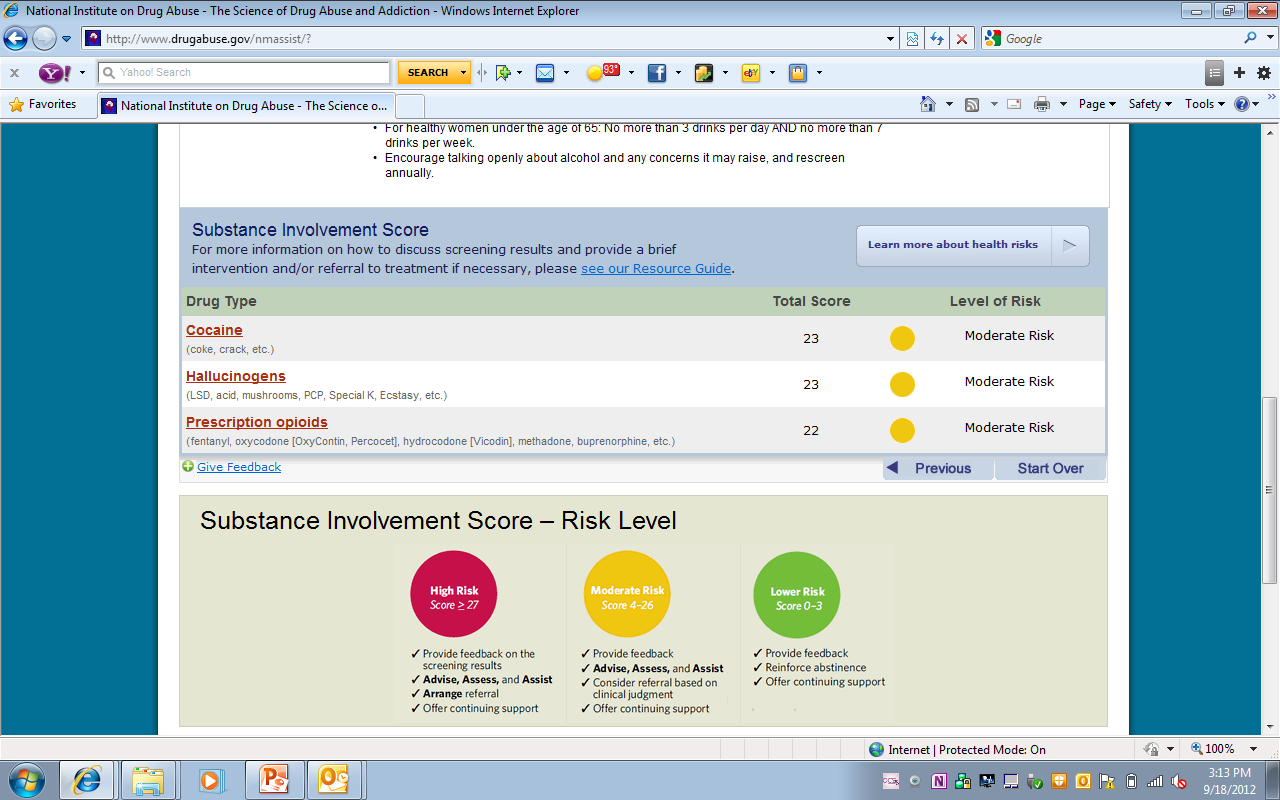 National Institute on Drug Abuse - The Science of Drug Abuse and Addiction - Windows Internet Explorer
http://www.drugabuse.gov/nmassist/?
Google
Yahoo! Search
SEARCH
93°
Favorites
National Institute on Drug Abuse - The Science o...
Page
Safety
Tools
• For healthy women under the age of 65: No more than 3 drinks per day AND no more than 7
drinks per week.
• Encourage talking openly about alcohol and any concerns it may raise, and rescreen
annually.
Substance Involvement Score
For more information on how to discuss screening results and provide a brief
intervention and/or referral to treatment if necessary, please see our Resource Guide.
Learn more about health risks
Drug Type Total Score Level of Risk
Cocaine
(coke, crack, etc.)
23 Moderate Risk
Hallucinogens
(LSD, acid, mushrooms, PCP, Special K, Ecstasy, etc.)
23 Moderate Risk
Prescription opioids
(fentanyl, oxycodone [OxyContin, Percocet], hydrocodone [Vicodin], methadone, buprenorphine, etc.)
22 Moderate Risk
Give Feedback
Previous
Start Over
Substance Involvement Score – Risk Level
High Risk
Score ≥ 27
✓ Provide feedback on the
screening results
✓ Advise, Assess, and Assist
✓ Arrange referral
✓ Offer continuing support
Moderate Risk
Score 4–26
✓ Provide feedback
✓ Advise, Assess, and Assist
✓ Consider referral based on
clinical judgment
✓ Offer continuing support
Lower Risk
Score 0–3
✓ Provide feedback
✓ Reinforce abstinence
✓ Offer continuing support
Internet | Protected Mode: On
100%
3:13 PM
9/18/2012